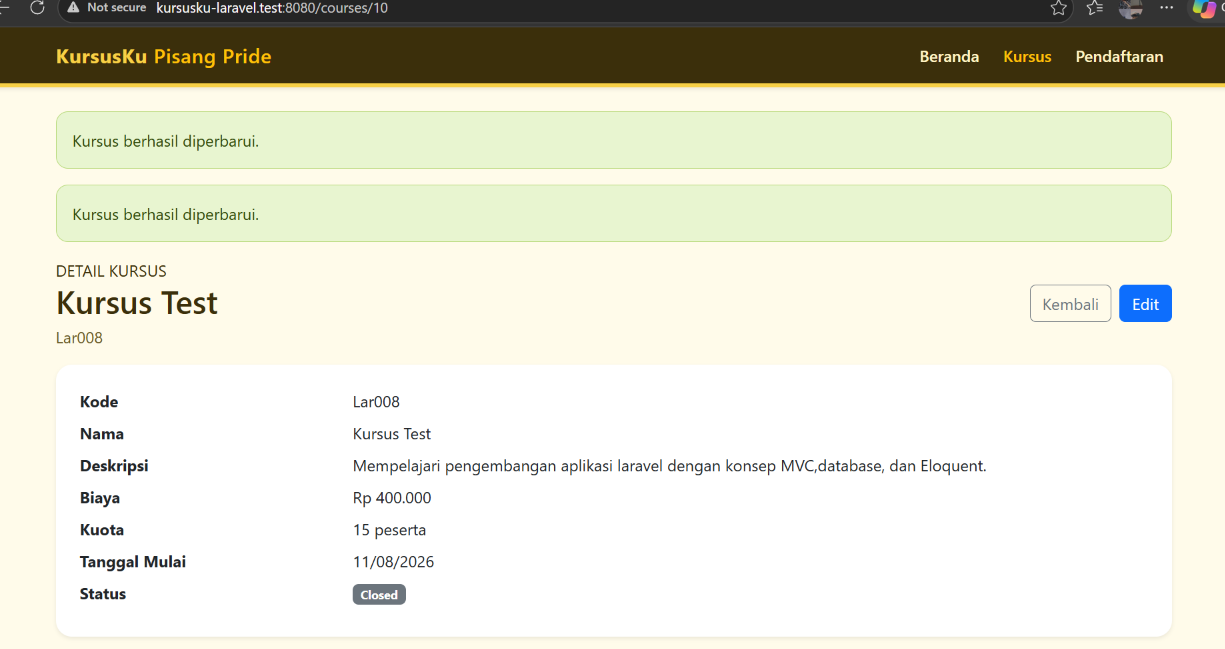 Not secure kursusku-laravel.test:8080/courses/10
KursusKu Pisang Pride Beranda Kursus Pendaftaran
Kursus berhasil diperbarui.
Kursus berhasil diperbarui.
DETAIL KURSUS
Kursus Test Kembali Edit
Lar008
Kode Lar008
Nama Kursus Test
Deskripsi Mempelajari pengembangan aplikasi laravel dengan konsep MVC,database, dan Eloquent.
Biaya Rp 400.000
Kuota 15 peserta
Tanggal Mulai 11/08/2026
Status Closed